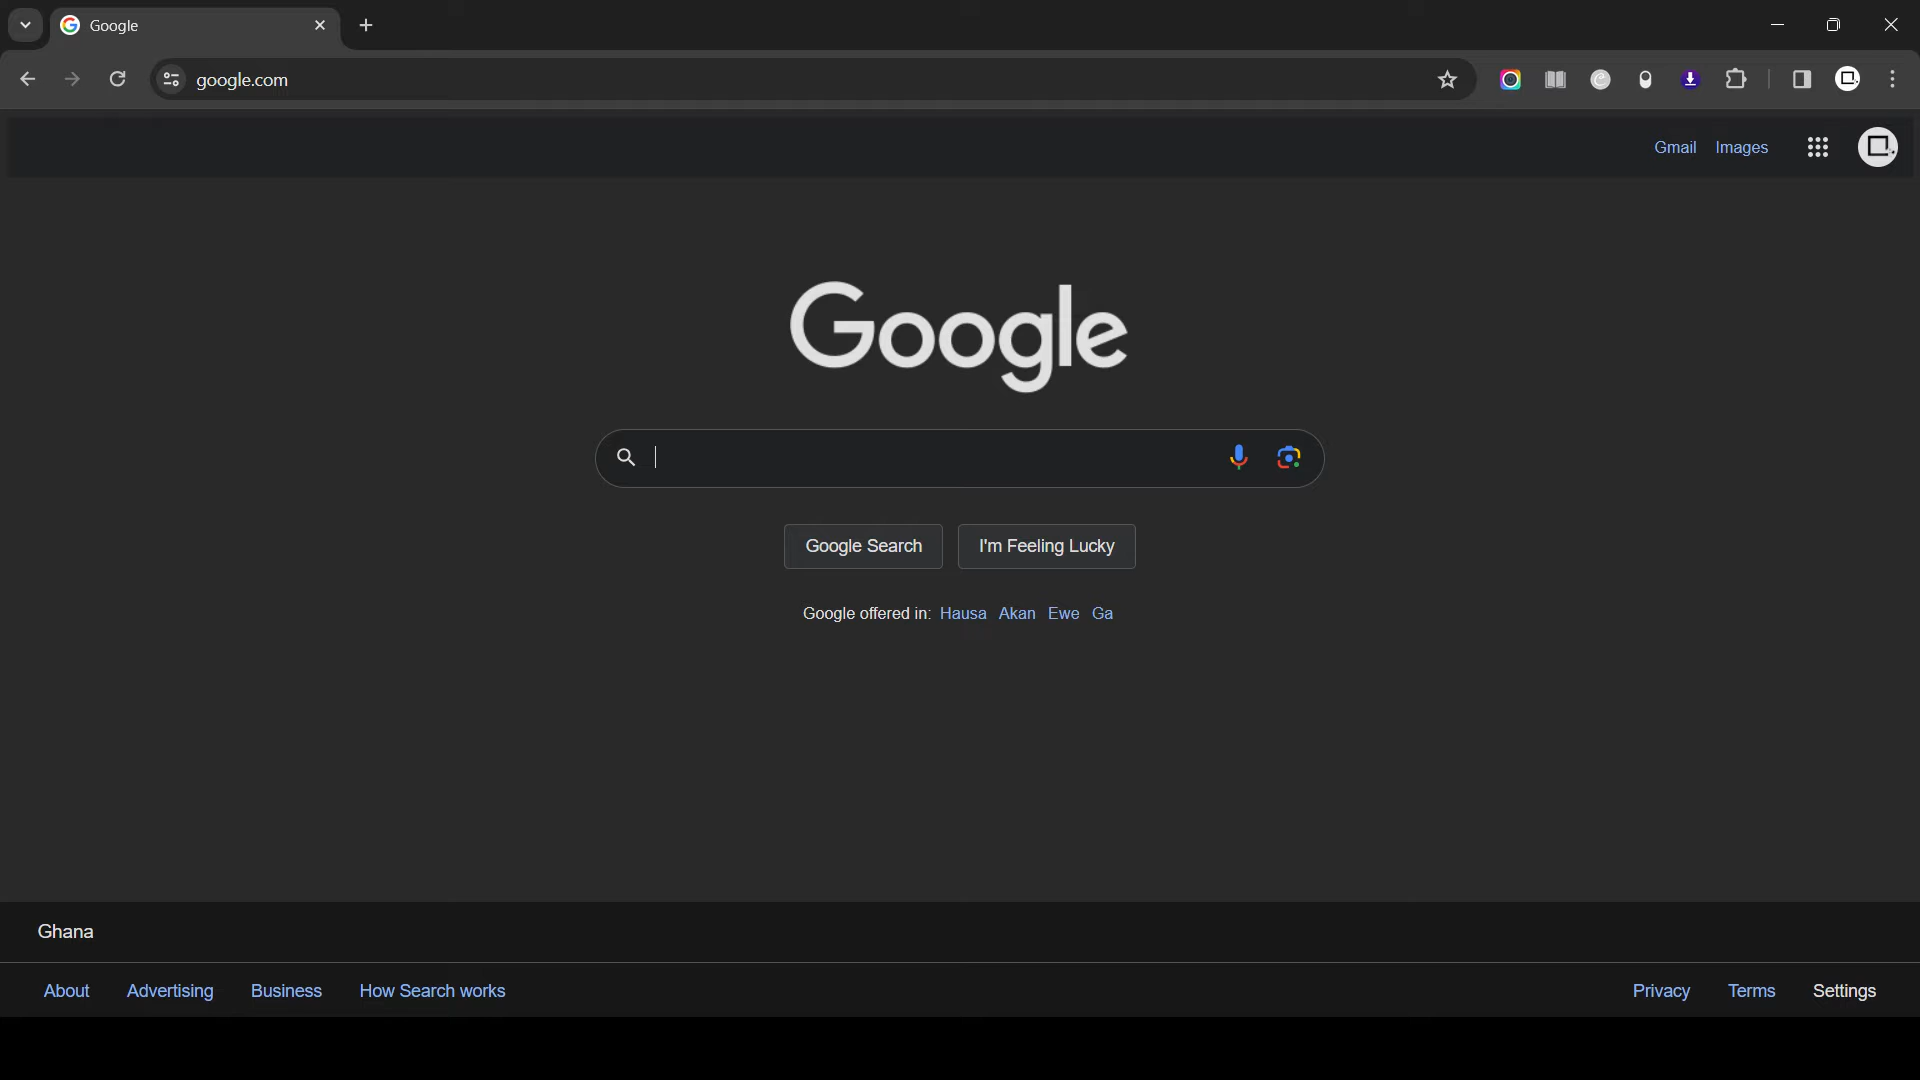 Google
google.com
Gmail Images
Google
Google Search I'm Feeling Lucky
Google offered in: Hausa Akan Ewe Ga
Ghana
About Advertising Business How Search works Privacy Terms Settings